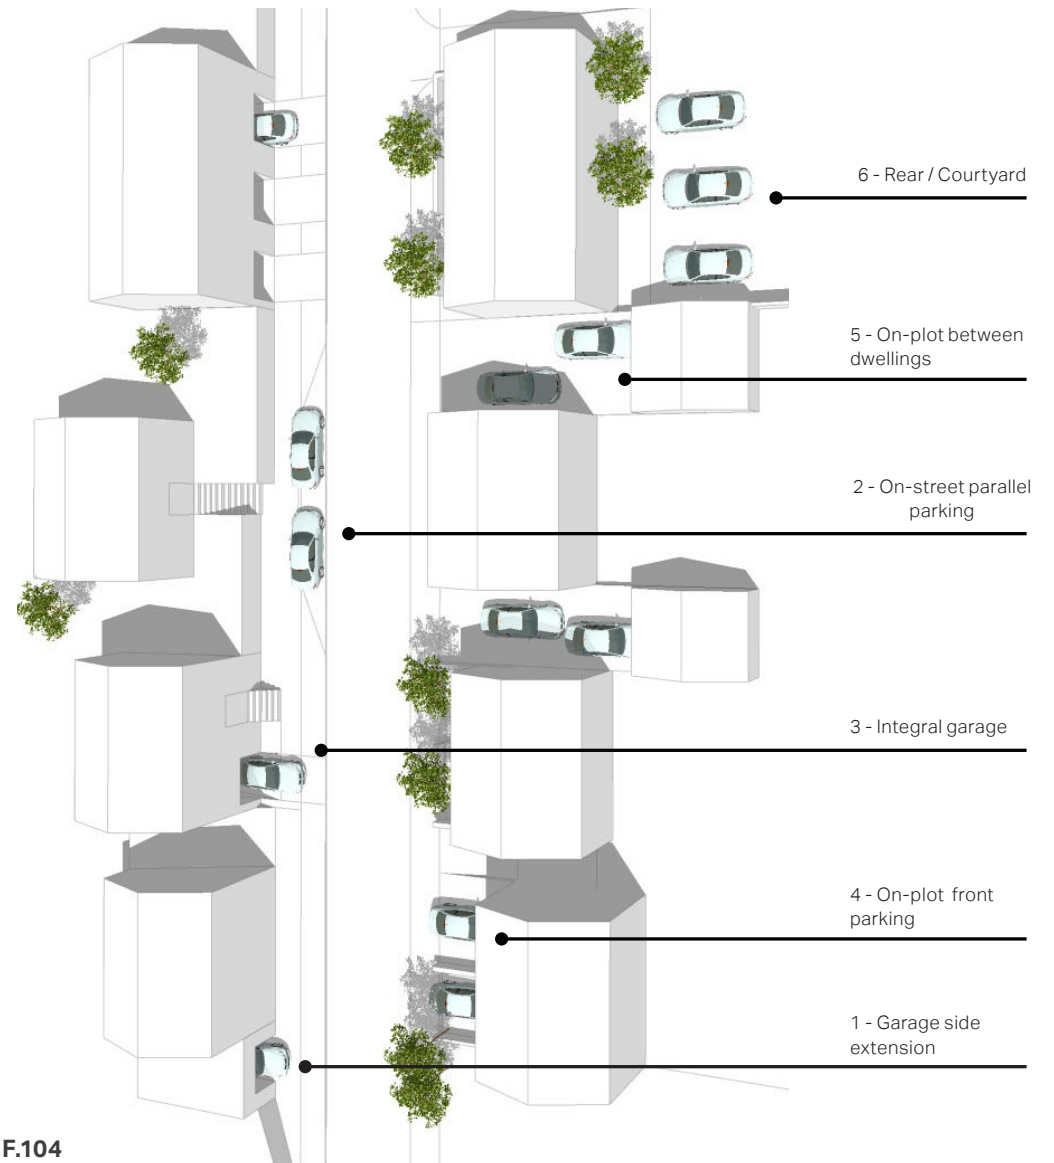 6 - Rear / Courtyard
5 - On-plot between
dwellings
2 - On-street parallel
parking
3 - Integral garage
4 - On-plot front
parking
1 - Garage side
extension
F.104